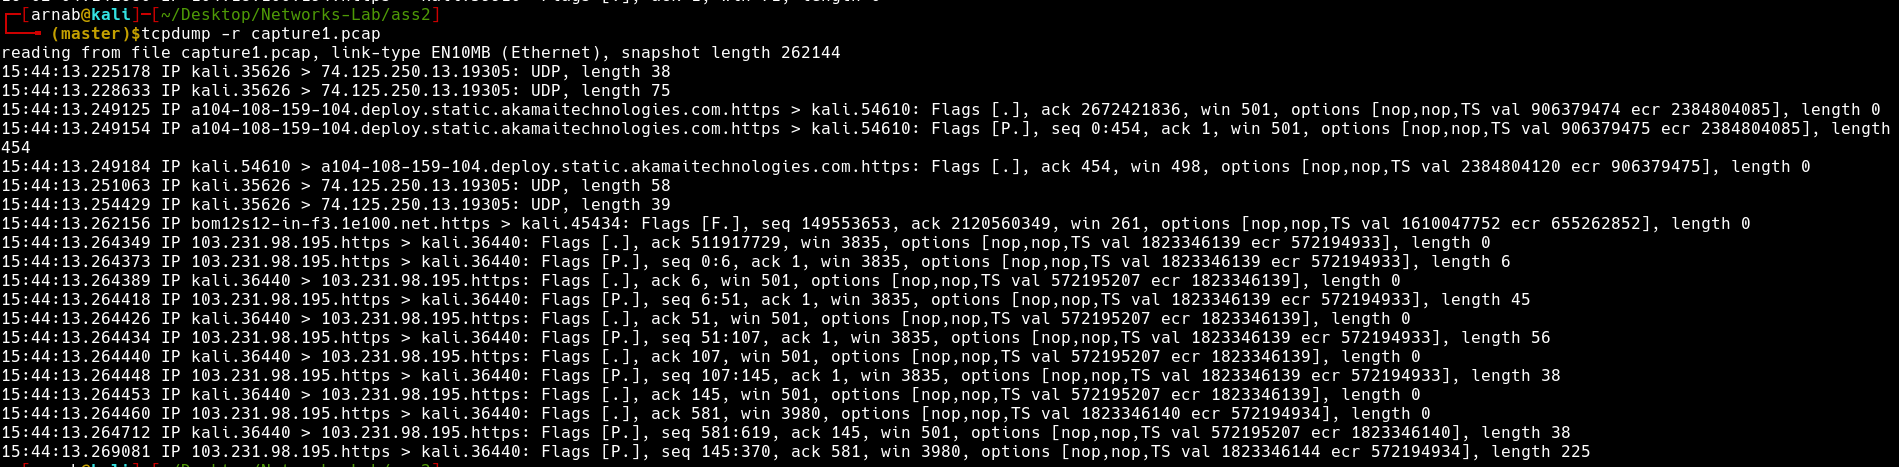 [arnab@kali]-[~/Desktop/Networks-Lab/ass2]
(master)$tcpdump -r capture1.pcap
reading from file capture1.pcap, link-type EN10MB (Ethernet), snapshot length 262144
15:44:13.225178 IP kali.35626 > 74.125.250.13.19305: UDP, length 38
15:44:13.228633 IP kali.35626 > 74.125.250.13.19305: UDP, length 75
15:44:13.249125 IP a104-108-159-104.deploy.static.akamaitechnologies.com.https > kali.54610: Flags [.], ack 2672421836, win 501, options [nop,nop,TS val 906379474 ecr 2384804085], length 0
15:44:13.249154 IP a104-108-159-104.deploy.static.akamaitechnologies.com.https > kali.54610: Flags [P.], seq 0:454, ack 1, win 501, options [nop,nop,TS val 906379475 ecr 2384804085], length
454
15:44:13.249184 IP kali.54610 > a104-108-159-104.deploy.static.akamaitechnologies.com.https: Flags [.], ack 454, win 498, options [nop,nop,TS val 2384804120 ecr 906379475], length 0
15:44:13.251063 IP kali.35626 > 74.125.250.13.19305: UDP, length 58
15:44:13.254429 IP kali.35626 > 74.125.250.13.19305: UDP, length 39
15:44:13.262156 IP bom12s12-in-f3.1e100.net.https > kali.45434: Flags [F.], seq 149553653, ack 2120560349, win 261, options [nop,nop,TS val 1610047752 ecr 655262852], length 0
15:44:13.264349 IP 103.231.98.195.https > kali.36440: Flags [.], ack 511917729, win 3835, options [nop,nop,TS val 1823346139 ecr 572194933], length 0
15:44:13.264373 IP 103.231.98.195.https > kali.36440: Flags [P.], seq 0:6, ack 1, win 3835, options [nop,nop,TS val 1823346139 ecr 572194933], length 6
15:44:13.264389 IP kali.36440 > 103.231.98.195.https: Flags [.], ack 6, win 501, options [nop,nop,TS val 572195207 ecr 1823346139], length 0
15:44:13.264418 IP 103.231.98.195.https > kali.36440: Flags [P.], seq 6:51, ack 1, win 3835, options [nop,nop,TS val 1823346139 ecr 572194933], length 45
15:44:13.264426 IP kali.36440 > 103.231.98.195.https: Flags [.], ack 51, win 501, options [nop,nop,TS val 572195207 ecr 1823346139], length 0
15:44:13.264434 IP 103.231.98.195.https > kali.36440: Flags [P.], seq 51:107, ack 1, win 3835, options [nop,nop,TS val 1823346139 ecr 572194933], length 56
15:44:13.264440 IP kali.36440 > 103.231.98.195.https: Flags [.], ack 107, win 501, options [nop,nop,TS val 572195207 ecr 1823346139], length 0
15:44:13.264448 IP 103.231.98.195.https > kali.36440: Flags [P.], seq 107:145, ack 1, win 3835, options [nop,nop,TS val 1823346139 ecr 572194933], length 38
15:44:13.264453 IP kali.36440 > 103.231.98.195.https: Flags [.], ack 145, win 501, options [nop,nop,TS val 572195207 ecr 1823346139], length 0
15:44:13.264460 IP 103.231.98.195.https > kali.36440: Flags [.], ack 581, win 3980, options [nop,nop,TS val 1823346140 ecr 572194934], length 0
15:44:13.264712 IP kali.36440 > 103.231.98.195.https: Flags [P.], seq 581:619, ack 145, win 501, options [nop,nop,TS val 572195207 ecr 1823346140], length 38
15:44:13.269081 IP 103.231.98.195.https > kali.36440: Flags [P.], seq 145:370, ack 581, win 3980, options [nop,nop,TS val 1823346144 ecr 572194934], length 225
[arnab@kali]-[~/Desktop/Networks-Lab/ass2]